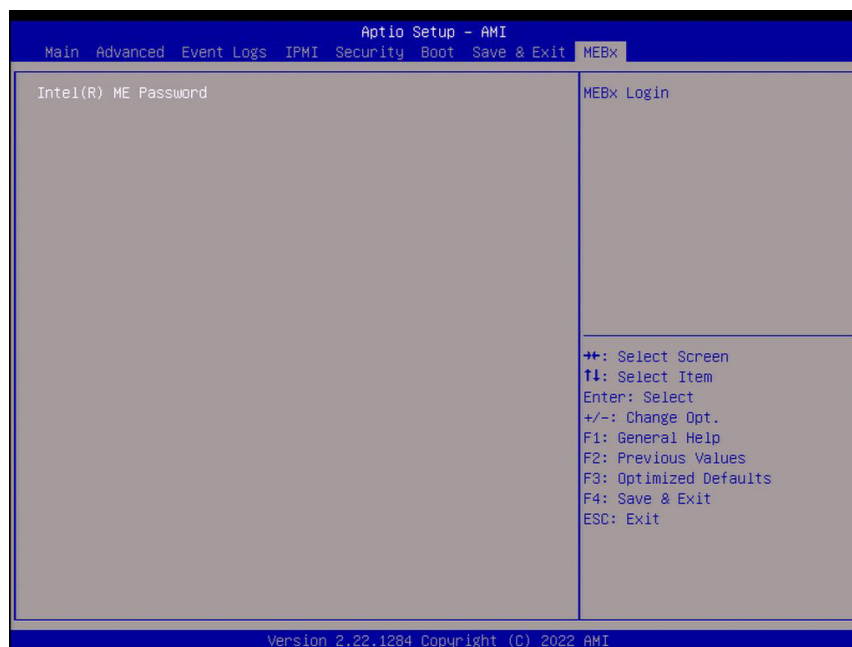 Aptio Setup – AMI
Main Advanced Event Logs IPMI Security Boot Save & Exit MEBx
Intel(R) ME Password
MEBx Login
→←: Select Screen
↑↓: Select Item
Enter: Select
+/-: Change Opt.
F1: General Help
F2: Previous Values
F3: Optimized Defaults
F4: Save & Exit
ESC: Exit
Version 2.22.1284 Copyright (C) 2022 AMI